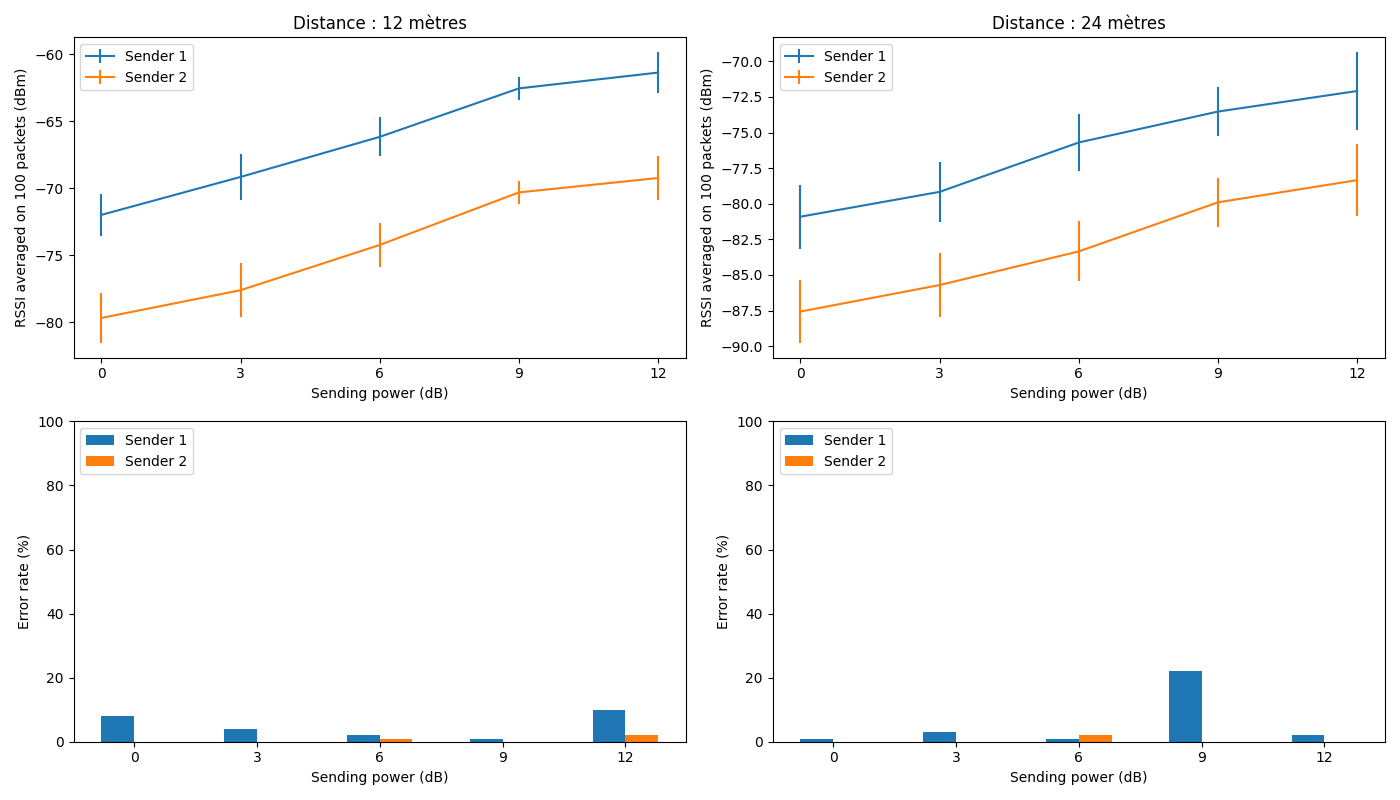 Distance : 12 mètres
Sender 1
Sender 2
RSSI averaged on 100 packets (dBm)
−60
−65
−70
−75
−80
0 3 6 9 12
Sending power (dB)
Distance : 24 mètres
Sender 1
Sender 2
RSSI averaged on 100 packets (dBm)
−70.0
−72.5
−75.0
−77.5
−80.0
−82.5
−85.0
−87.5
−90.0
0 3 6 9 12
Sending power (dB)
Sender 1
Sender 2
Error rate (%)
100
80
60
40
20
0
0 3 6 9 12
Sending power (dB)
Sender 1
Sender 2
Error rate (%)
100
80
60
40
20
0
0 3 6 9 12
Sending power (dB)